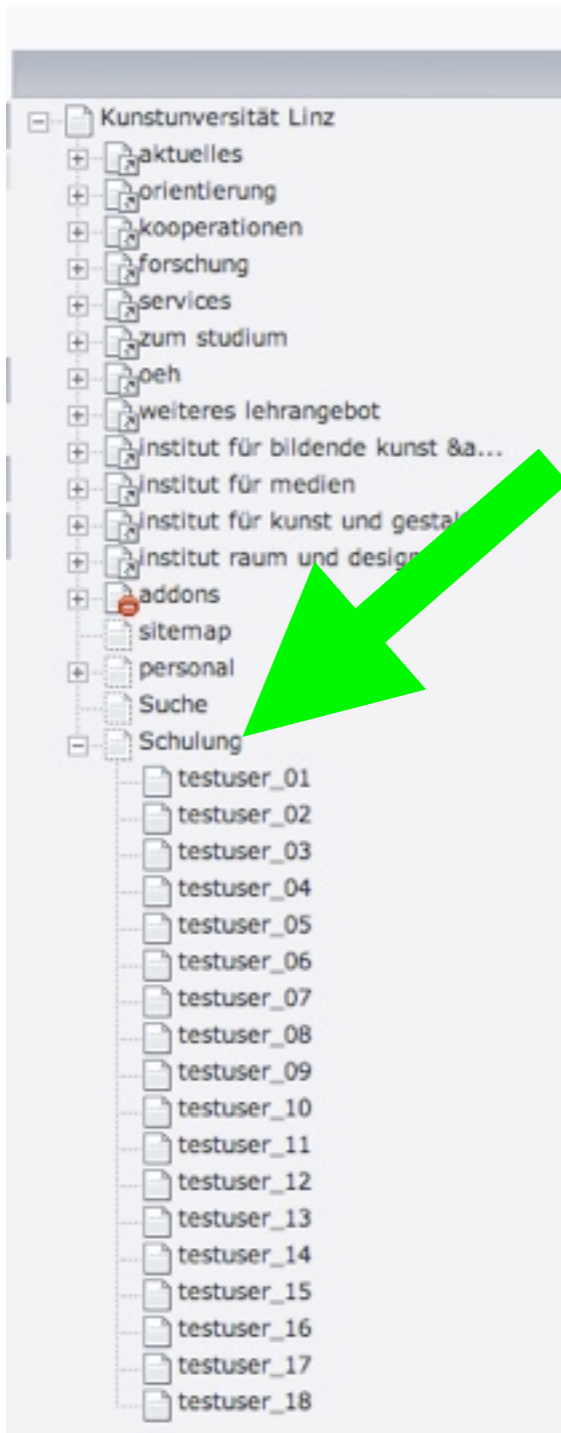 Kunstunversität Linz
aktuelles
orientierung
kooperationen
forschung
services
zum studium
oeh
weiteres lehrangebot
institut für bildende kunst &a...
institut für medien
institut für kunst und
institut raum und design
addons
sitemap
personal
Suche
Schulung
testuser_01
testuser_02
testuser_03
testuser_04
testuser_05
testuser_06
testuser_07
testuser_08
testuser_09
testuser_10
testuser_11
testuser_12
testuser_13
testuser_14
testuser_15
testuser_16
testuser_17
testuser_18